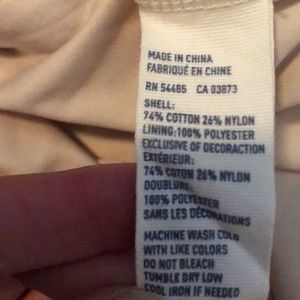 MADE IN CHINA
FABRIQUÉ EN CHINE
RN 54485 CA 03873
SHELL:
74% COTTON 26% NYLON
LINING:100% POLYESTER
EXCLUSIVE OF DECORACTION
EXTÉRIEUR:
74% COTON 26% NYLON
DOUBLURE:
100% POLYESTER
SANS LES DÉCORATIONS
MACHINE WASH COLD
WITH LIKE COLORS
DO NOT BLEACH
TUMBLE DRY LOW
COOL IRON IF NEEDED